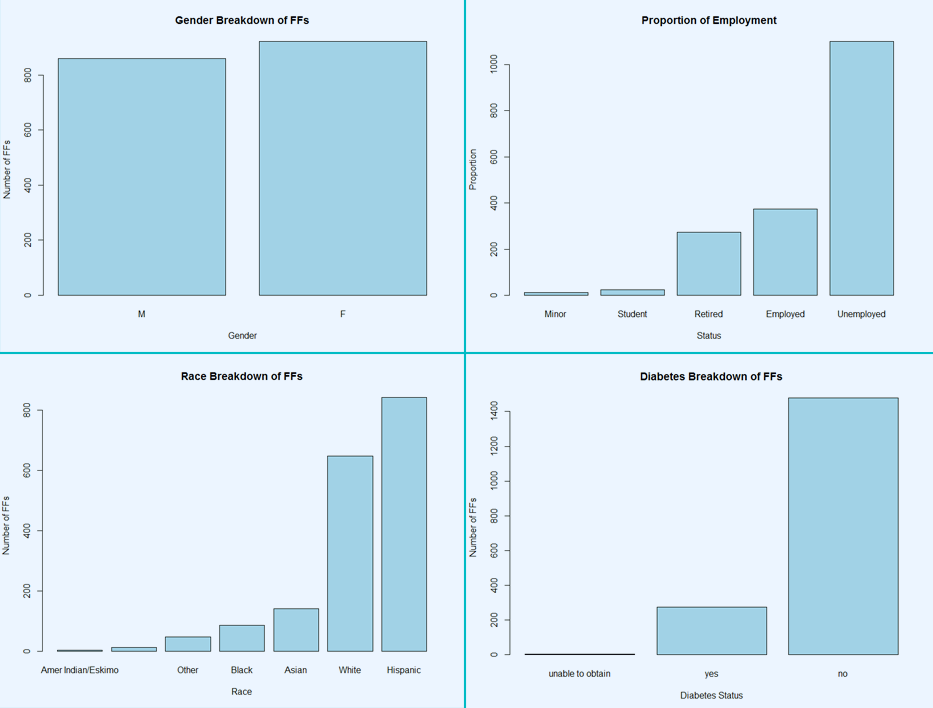 Gender Breakdown of FFs
Number of FFs
0
200
400
600
800
M
F
Gender
Proportion of Employment
Proportion
0
200
400
600
800
1000
Minor
Student
Retired
Employed
Unemployed
Status
Race Breakdown of FFs
Number of FFs
0
200
400
600
800
Amer Indian/Eskimo
Other
Black
Asian
White
Hispanic
Race
Diabetes Breakdown of FFs
Number of FFs
0
200
400
600
800
1000
1200
1400
unable to obtain
yes
no
Diabetes Status